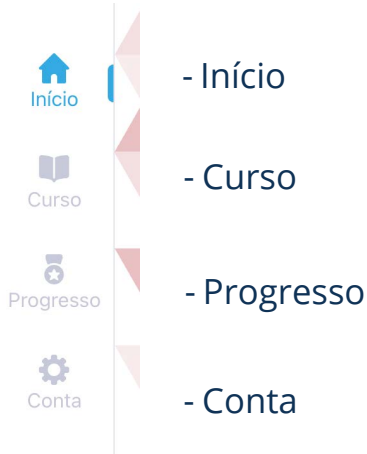 Início
- Início
Curso
- Curso
Progresso
- Progresso
Conta
- Conta